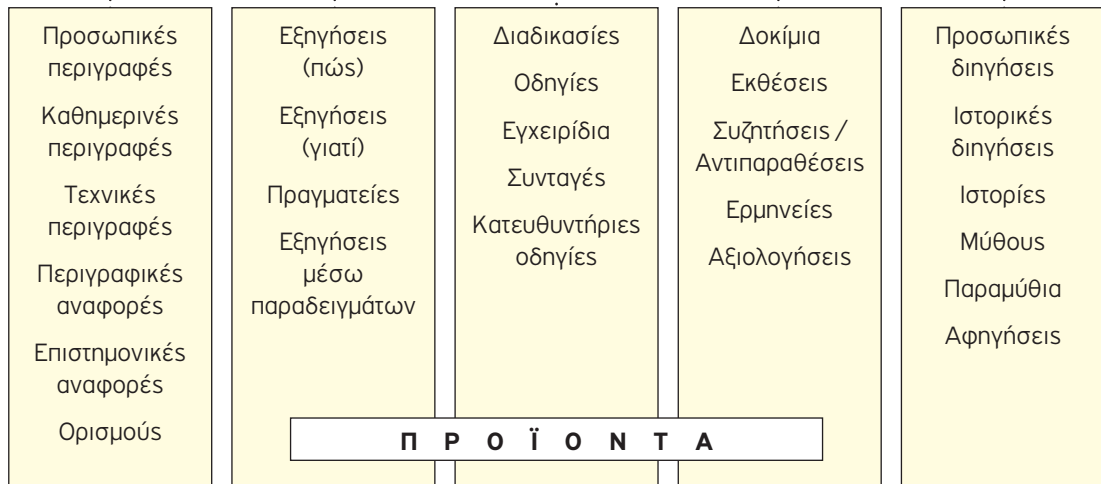 Προσωπικές
περιγραφές
Καθημερινές
περιγραφές
Τεχνικές
περιγραφές
Περιγραφικές
αναφορές
Επιστημονικές
αναφορές
Ορισμούς
Εξηγήσεις
(πώς)
Εξηγήσεις
(γιατί)
Πραγματείες
Εξηγήσεις
μέσω
παραδειγμάτων
Διαδικασίες
Οδηγίες
Εγχειρίδια
Συνταγές
Κατευθυντήριες
οδηγίες
Δοκίμια
Εκθέσεις
Συζητήσεις /
Αντιπαραθέσεις
Ερμηνείες
Αξιολογήσεις
Προσωπικές
διηγήσεις
Ιστορικές
διηγήσεις
Ιστορίες
Μύθους
Παραμύθια
Αφηγήσεις
Π Ρ Ο Ϊ Ο Ν Τ Α